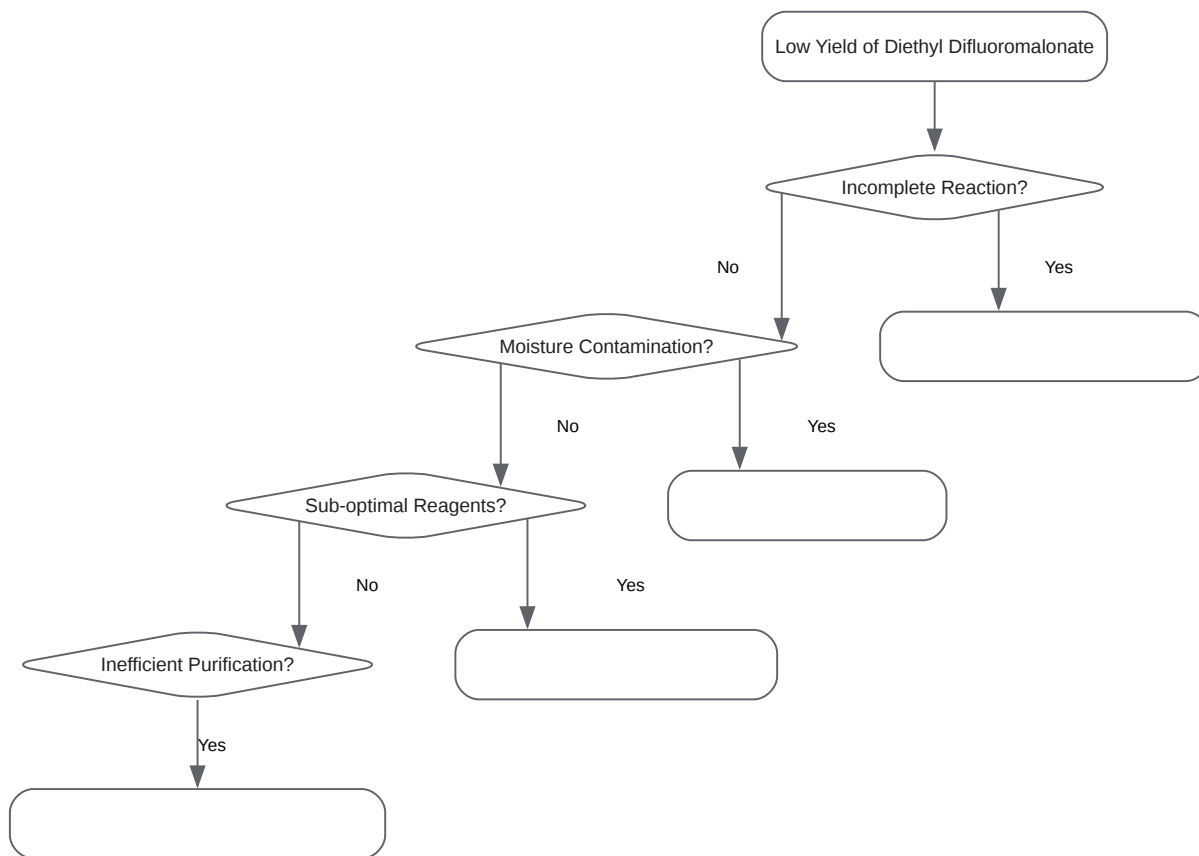 Low Yield of Diethyl Difluoromalonate
Incomplete Reaction?
No
Yes
Moisture Contamination?
No
Yes
Sub-optimal Reagents?
No
Yes
Inefficient Purification?
Yes